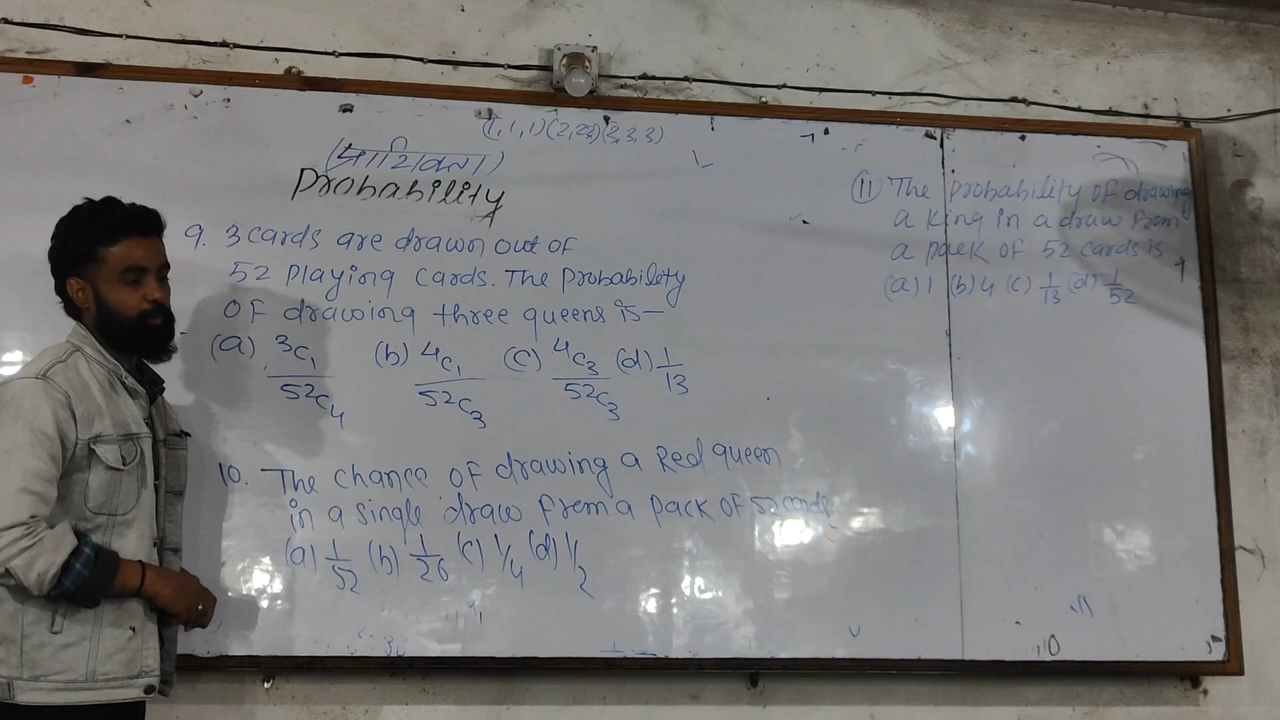 (1,1,1)(2,2,2)(3,3,3)
(प्रायिकता)
Probability
9. 3 cards are drawn out of
52 Playing Cards. The Probability
of drawing three queens is—
(a) ³C₁/⁵²C₄ (b) ⁴C₁/⁵²C₃ (c) ⁴C₃/⁵²C₃ (d) 1/13
10. The chance of drawing a Red queen
in a single draw from a pack of 52 cards
(a) 1/52 (b) 1/26 (c) 1/4 (d) 1/2
(11) The Probability of drawing
a king in a draw from
a pack of 52 cards is
(a) 1 (b) 4 (c) 1/13 (d) 1/52